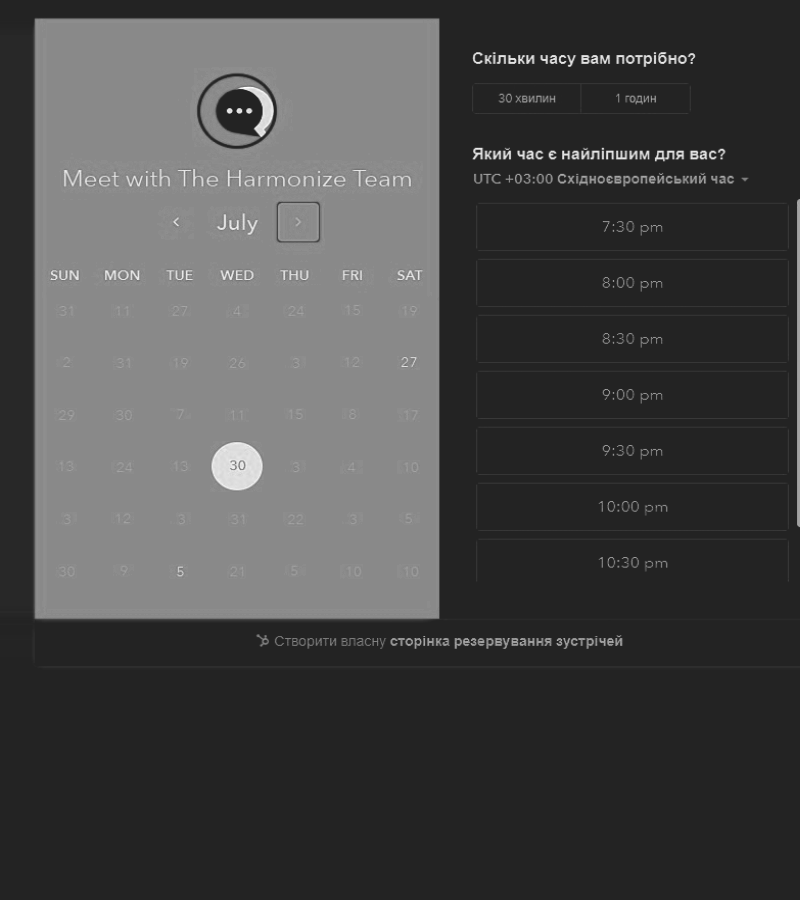 Meet with The Harmonize Team
July
SUN MON TUE WED THU FRI SAT
31 11 27 4 24 15 19
2 31 19 26 3 12 27
29 30 7 11 15 8 17
13 24 13 30 3 4 10
3 12 3 31 22 3 5
30 9 5 21 5 10 10
Скільки часу вам потрібно?
30 хвилин 1 годин
Який час є найліпшим для вас?
UTC +03:00 Східноєвропейський час
7:30 pm
8:00 pm
8:30 pm
9:00 pm
9:30 pm
10:00 pm
10:30 pm
Створити власну сторінка резервування зустрічей